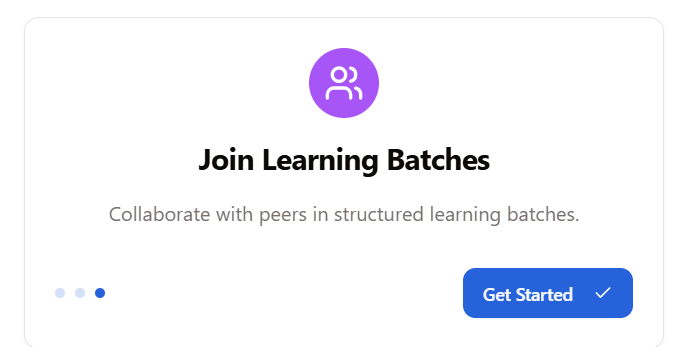 Join Learning Batches
Collaborate with peers in structured learning batches.
Get Started